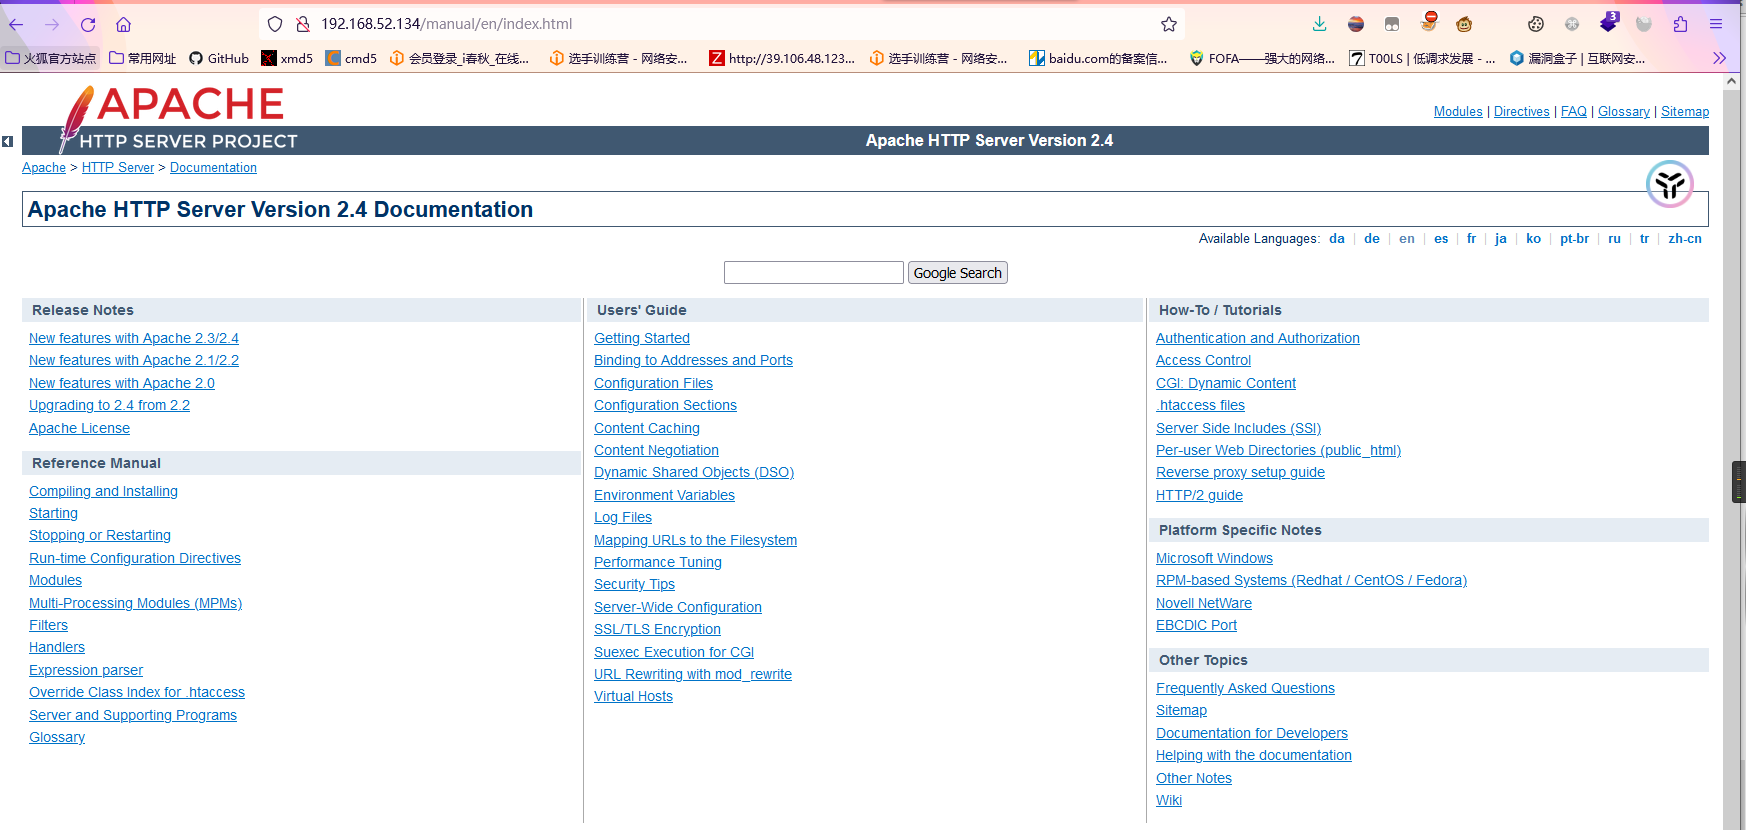 192.168.52.134/manual/en/index.html
火狐官方站点 常用网址 GitHub xmd5 cmd5 会员登录_i春秋_在线... 选手训练营 - 网络安... http://39.106.48.123... 选手训练营 - 网络安... baidu.com的备案信... FOFA——强大的网络... T00LS | 低调求发展 - ... 漏洞盒子 | 互联网安...
APACHE
HTTP SERVER PROJECT
Modules | Directives | FAQ | Glossary | Sitemap
Apache HTTP Server Version 2.4
Apache > HTTP Server > Documentation
Apache HTTP Server Version 2.4 Documentation
Available Languages: da | de | en | es | fr | ja | ko | pt-br | ru | tr | zh-cn
Google Search
Release Notes
New features with Apache 2.3/2.4
New features with Apache 2.1/2.2
New features with Apache 2.0
Upgrading to 2.4 from 2.2
Apache License
Reference Manual
Compiling and Installing
Starting
Stopping or Restarting
Run-time Configuration Directives
Modules
Multi-Processing Modules (MPMs)
Filters
Handlers
Expression parser
Override Class Index for .htaccess
Server and Supporting Programs
Glossary
Users' Guide
Getting Started
Binding to Addresses and Ports
Configuration Files
Configuration Sections
Content Caching
Content Negotiation
Dynamic Shared Objects (DSO)
Environment Variables
Log Files
Mapping URLs to the Filesystem
Performance Tuning
Security Tips
Server-Wide Configuration
SSL/TLS Encryption
Suexec Execution for CGI
URL Rewriting with mod_rewrite
Virtual Hosts
How-To / Tutorials
Authentication and Authorization
Access Control
CGI: Dynamic Content
.htaccess files
Server Side Includes (SSI)
Per-user Web Directories (public_html)
Reverse proxy setup guide
HTTP/2 guide
Platform Specific Notes
Microsoft Windows
RPM-based Systems (Redhat / CentOS / Fedora)
Novell NetWare
EBCDIC Port
Other Topics
Frequently Asked Questions
Sitemap
Documentation for Developers
Helping with the documentation
Other Notes
Wiki
3